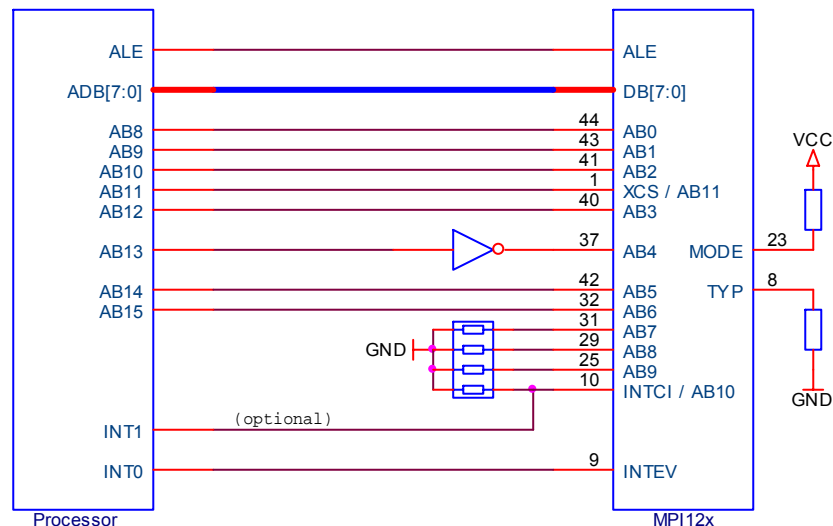 ALE ALE
ADB[7:0] DB[7:0]
AB8 44 AB0
AB9 43 AB1
AB10 41 AB2
AB11 1 XCS / AB11
AB12 40 AB3
VCC
AB13 37 AB4 MODE 23
AB14 42 AB5 TYP 8
AB15 32 AB6
31 AB7
GND 29 AB8
25 AB9
10 INTCI / AB10 GND
INT1 (optional)
INT0 9 INTEV
Processor MPI12x